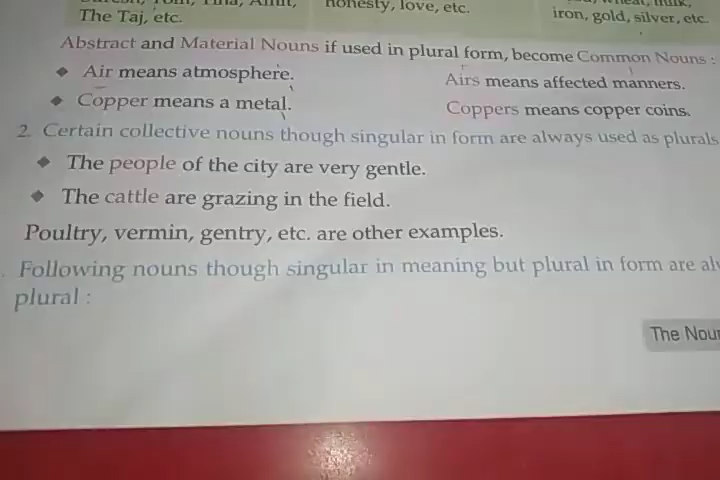 honesty, love, etc.
The Taj, etc.
iron, gold, silver, etc.
Abstract and Material Nouns if used in plural form, become Common Nouns :
◆ Air means atmosphere. Airs means affected manners.
◆ Copper means a metal. Coppers means copper coins.
2. Certain collective nouns though singular in form are always used as plurals
◆ The people of the city are very gentle.
◆ The cattle are grazing in the field.
Poultry, vermin, gentry, etc. are other examples.
. Following nouns though singular in meaning but plural in form are
plural :
The